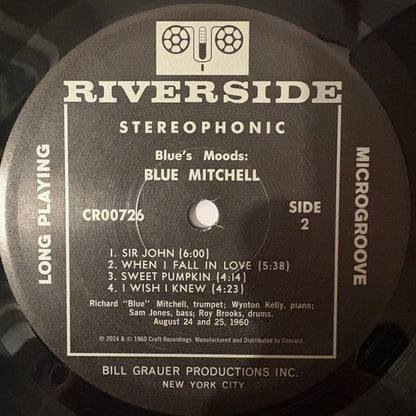 RIVERSIDE
STEREOPHONIC
LONG PLAYING
MICROGROOVE
Blue's Moods:
BLUE MITCHELL
CR00726
SIDE
2
1. SIR JOHN (6:00)
2. WHEN I FALL IN LOVE (5:38)
3. SWEET PUMPKIN (4:14)
4. I WISH I KNEW (4:23)
Richard "Blue" Mitchell, trumpet; Wynton Kelly, piano;
Sam Jones, bass; Roy Brooks, drums.
August 24 and 25, 1960
℗ 2024 & © 1960 Craft Recordings. Manufactured and Distributed by Concord.
BILL GRAUER PRODUCTIONS INC.
NEW YORK CITY